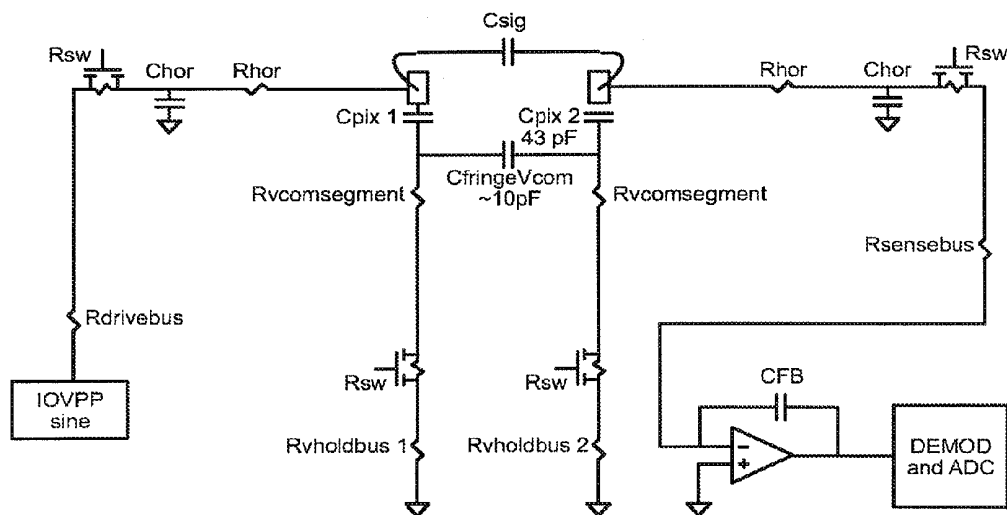 Csig
Rsw
Chor
Rhor
Rhor
Chor
Rsw
Cpix 1
Cpix 2
43 pF
CfringeVcom
~10pF
Rvcomsegment
Rvcomsegment
Rsensebus
Rdrivebus
IOVPP
sine
Rsw
Rsw
CFB
Rvholdbus 1
Rvholdbus 2
−
+
DEMOD
and ADC